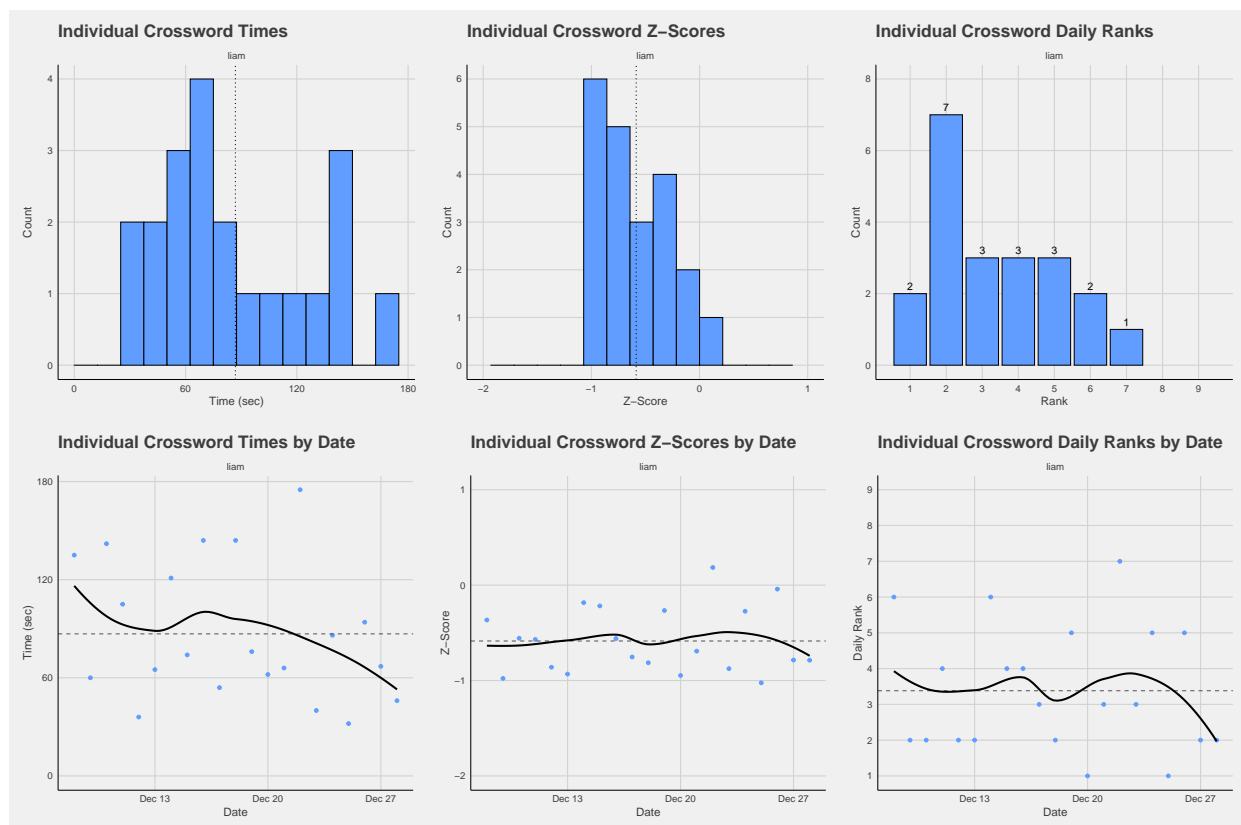 Individual Crossword Times
liam
Count
4
3
2
1
0
0 60 120 180
Time (sec)
Individual Crossword Z−Scores
liam
Count
6
5
4
3
2
1
0
−2 −1 0 1
Z−Score
Individual Crossword Daily Ranks
liam
Count
8
6
4
2
0
2 7 3 3 3 2 1
1 2 3 4 5 6 7 8 9
Rank
Individual Crossword Times by Date
liam
Time (sec)
180
120
60
0
Dec 13 Dec 20 Dec 27
Date
Individual Crossword Z−Scores by Date
liam
Z−Score
1
0
−1
−2
Dec 13 Dec 20 Dec 27
Date
Individual Crossword Daily Ranks by Date
liam
Daily Rank
9
8
7
6
5
4
3
2
1
Dec 13 Dec 20 Dec 27
Date